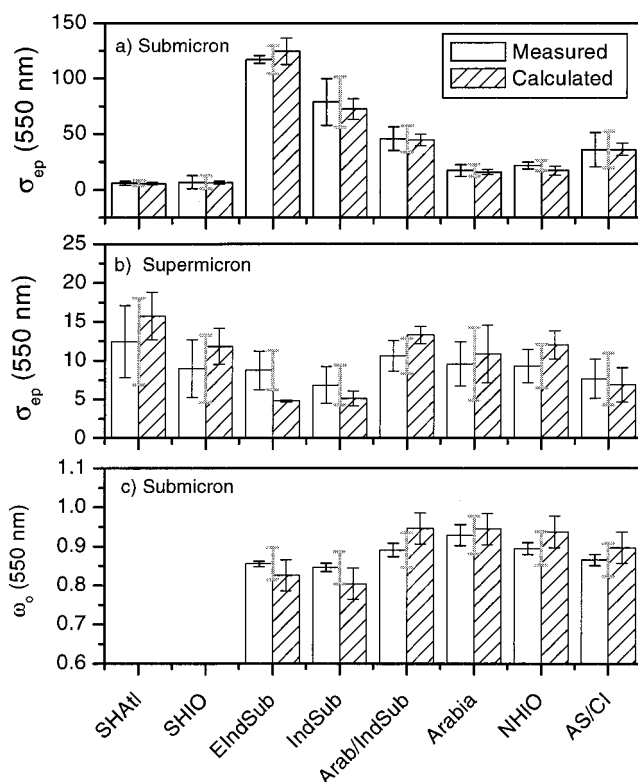 a) Submicron
Measured
Calculated
σep (550 nm)
150
100
50
0
b) Supermicron
σep (550 nm)
25
20
15
10
5
0
c) Submicron
ωo (550 nm)
1.1
1.0
0.9
0.8
0.7
0.6
SHAtl
SHIO
EIndSub
IndSub
Arab/IndSub
Arabia
NHIO
AS/CI